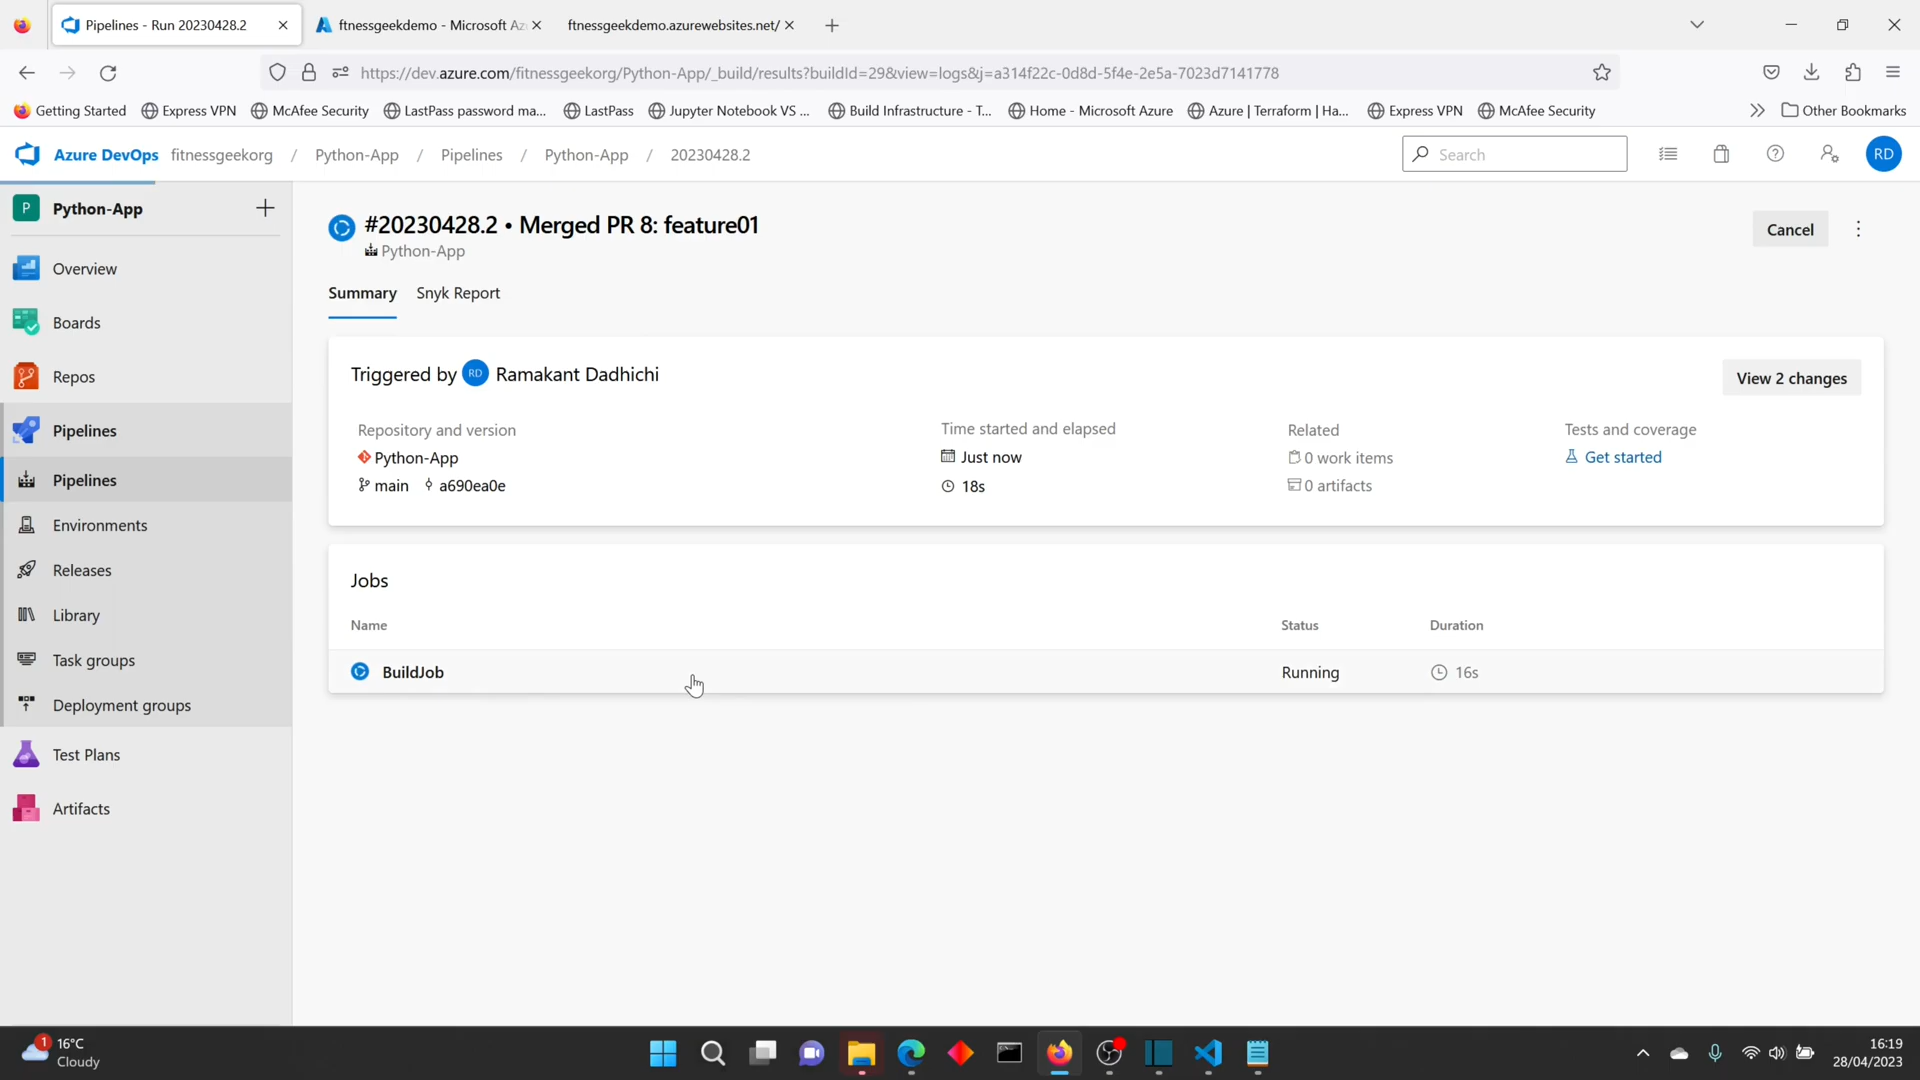 Pipelines - Run 20230428.2
ftnessgeekdemo - Microsoft Az
ftnessgeekdemo.azurewebsites.net/
https://dev.azure.com/fitnessgeekorg/Python-App/_build/results?buildId=29&view=logs&j=a314f22c-0d8d-5f4e-2e5a-7023d7141778
Getting Started
Express VPN
McAfee Security
LastPass password ma...
LastPass
Jupyter Notebook VS ...
Build Infrastructure - T...
Home - Microsoft Azure
Azure | Terraform | Ha...
Express VPN
McAfee Security
Other Bookmarks
Azure DevOps fitnessgeekorg / Python-App / Pipelines / Python-App / 20230428.2
Search
RD
P Python-App
Overview
Boards
Repos
Pipelines
Pipelines
Environments
Releases
Library
Task groups
Deployment groups
Test Plans
Artifacts
#20230428.2 • Merged PR 8: feature01
Python-App
Cancel
Summary
Snyk Report
Triggered by RD Ramakant Dadhichi
View 2 changes
Repository and version
Python-App
main a690ea0e
Time started and elapsed
Just now
18s
Related
0 work items
0 artifacts
Tests and coverage
Get started
Jobs
Name Status Duration
BuildJob Running 16s
1
16°C
Cloudy
16:19
28/04/2023